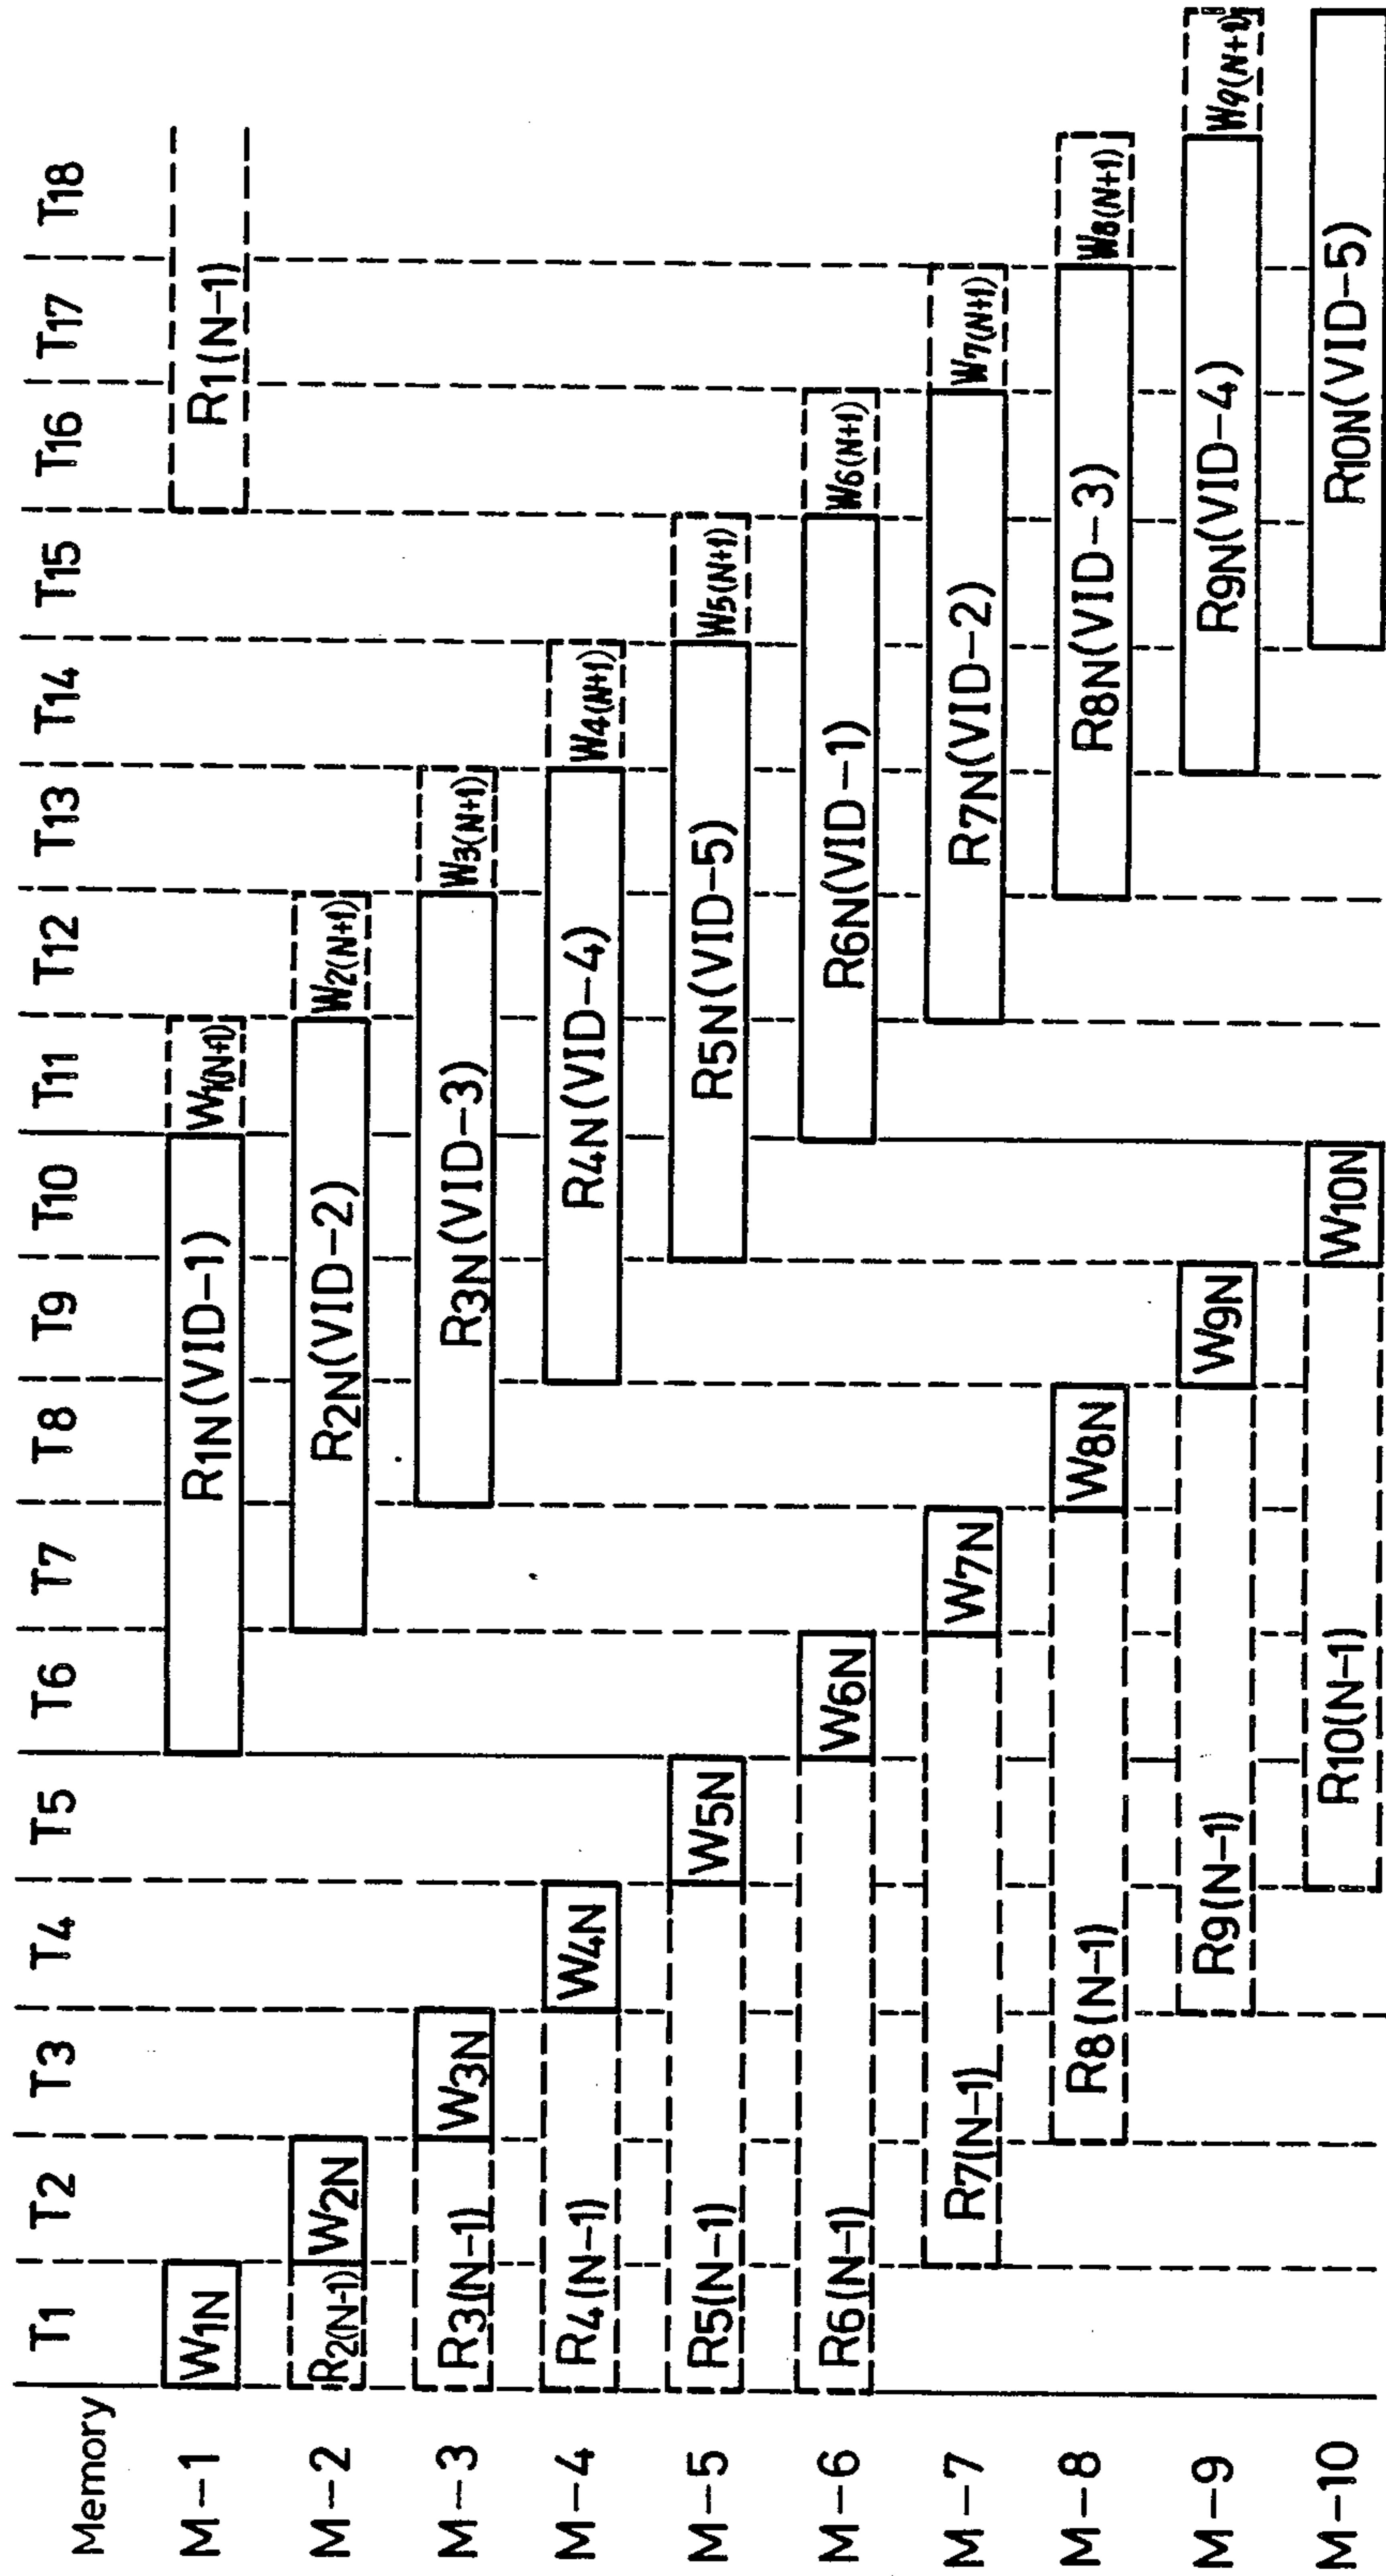 Memory T1 T2 T3 T4 T5 T6 T7 T8 T9 T10 T11 T12 T13 T14 T15 T16 T17 T18
M-1 W1N R1N(VID-1) W1(N+1) R1(N-1)
M-2 R2(N-1) W2N R2N(VID-2) W2(N+1)
M-3 R3(N-1) W3N R3N(VID-3) W3(N+1)
M-4 R4(N-1) W4N R4N(VID-4) W4(N+1)
M-5 R5(N-1) W5N R5N(VID-5) W5(N+1)
M-6 R6(N-1) W6N R6N(VID-1) W6(N+1)
M-7 R7(N-1) W7N R7N(VID-2) W7(N+1)
M-8 R8(N-1) W8N R8N(VID-3) W8(N+1)
M-9 R9(N-1) W9N R9N(VID-4) W9(N+1)
M-10 R10(N-1) W10N R10N(VID-5)